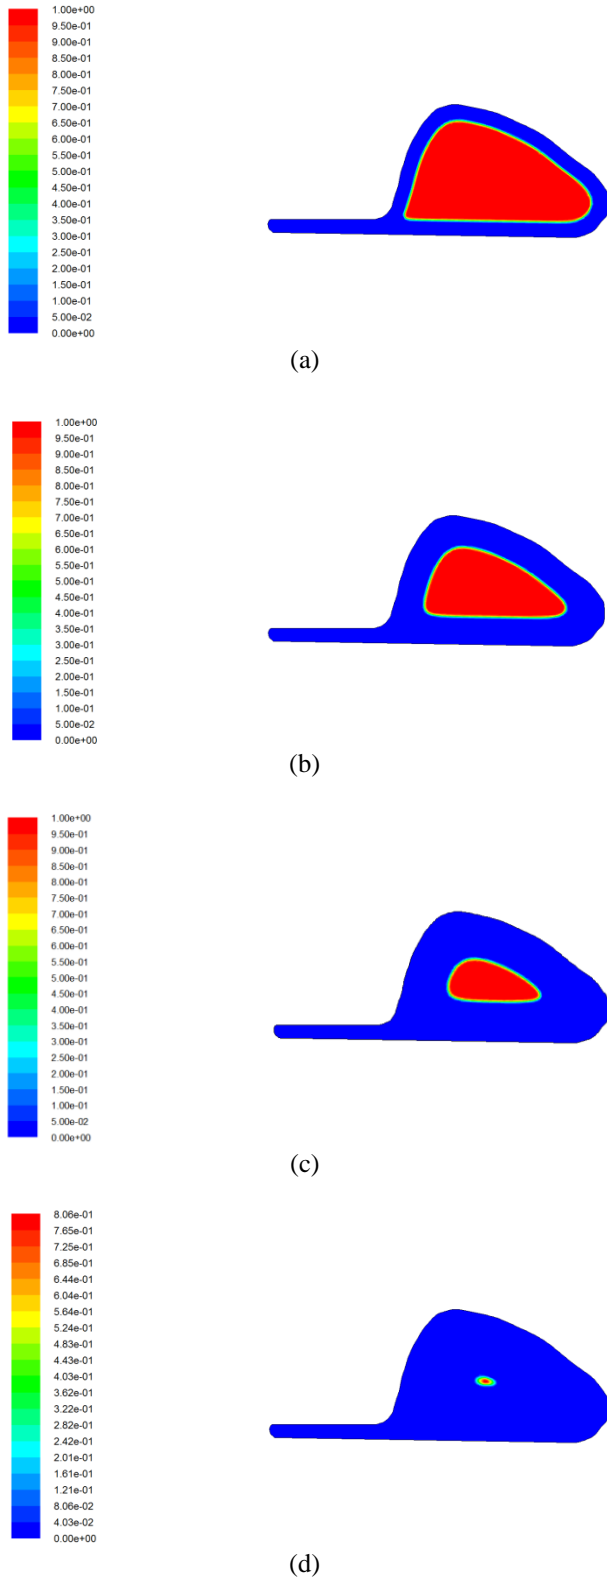 1.00e+00
9.50e-01
9.00e-01
8.50e-01
8.00e-01
7.50e-01
7.00e-01
6.50e-01
6.00e-01
5.50e-01
5.00e-01
4.50e-01
4.00e-01
3.50e-01
3.00e-01
2.50e-01
2.00e-01
1.50e-01
1.00e-01
5.00e-02
0.00e+00
(a)
1.00e+00
9.50e-01
9.00e-01
8.50e-01
8.00e-01
7.50e-01
7.00e-01
6.50e-01
6.00e-01
5.50e-01
5.00e-01
4.50e-01
4.00e-01
3.50e-01
3.00e-01
2.50e-01
2.00e-01
1.50e-01
1.00e-01
5.00e-02
0.00e+00
(b)
1.00e+00
9.50e-01
9.00e-01
8.50e-01
8.00e-01
7.50e-01
7.00e-01
6.50e-01
6.00e-01
5.50e-01
5.00e-01
4.50e-01
4.00e-01
3.50e-01
3.00e-01
2.50e-01
2.00e-01
1.50e-01
1.00e-01
5.00e-02
0.00e+00
(c)
8.06e-01
7.65e-01
7.25e-01
6.85e-01
6.44e-01
6.04e-01
5.64e-01
5.24e-01
4.83e-01
4.43e-01
4.03e-01
3.62e-01
3.22e-01
2.82e-01
2.42e-01
2.01e-01
1.61e-01
1.21e-01
8.06e-02
4.03e-02
0.00e+00
(d)